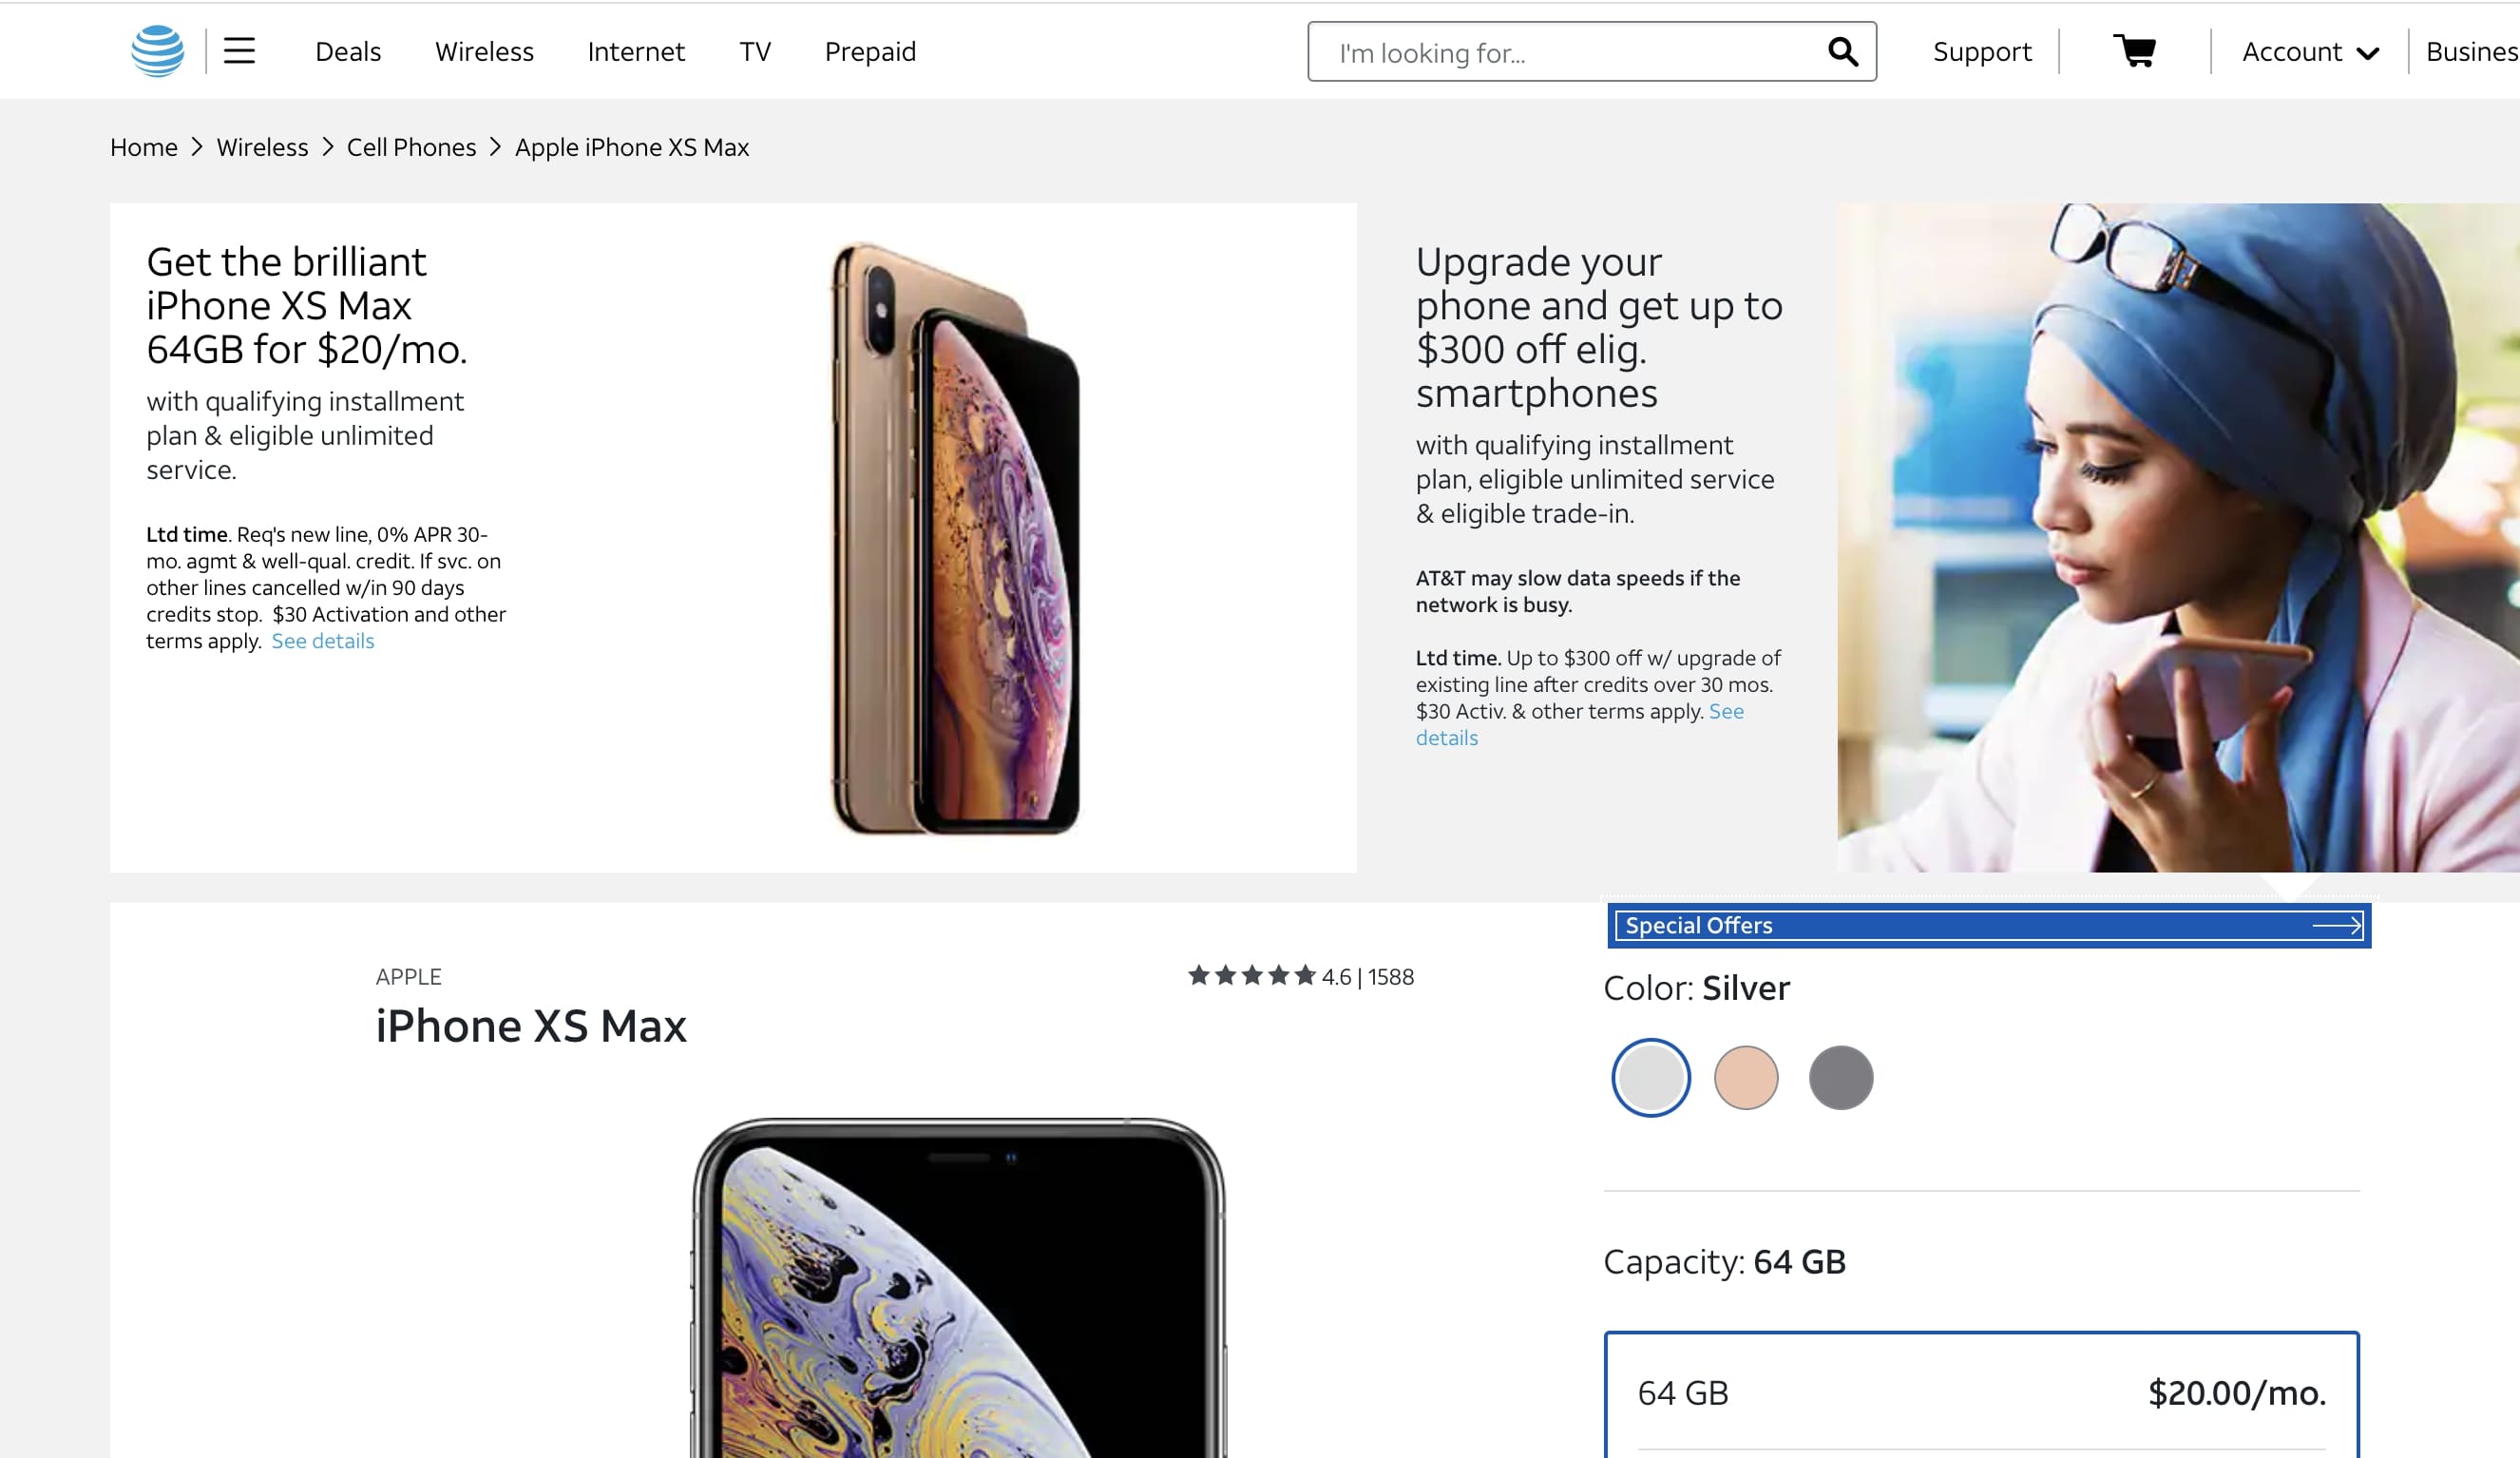 Deals Wireless Internet TV Prepaid I'm looking for... Support Account Busines
Home > Wireless > Cell Phones > Apple iPhone XS Max
Get the brilliant
iPhone XS Max
64GB for $20/mo.
with qualifying installment
plan & eligible unlimited
service.
Ltd time. Req's new line, 0% APR 30-
mo. agmt & well-qual. credit. If svc. on
other lines cancelled w/in 90 days
credits stop.  $30 Activation and other
terms apply.  See details
Upgrade your
phone and get up to
$300 off elig.
smartphones
with qualifying installment
plan, eligible unlimited service
& eligible trade-in.
AT&T may slow data speeds if the
network is busy.
Ltd time. Up to $300 off w/ upgrade of
existing line after credits over 30 mos.
$30 Activ. & other terms apply. See
details
Special Offers
APPLE
4.6 | 1588
iPhone XS Max
Color: Silver
Capacity: 64 GB
64 GB $20.00/mo.